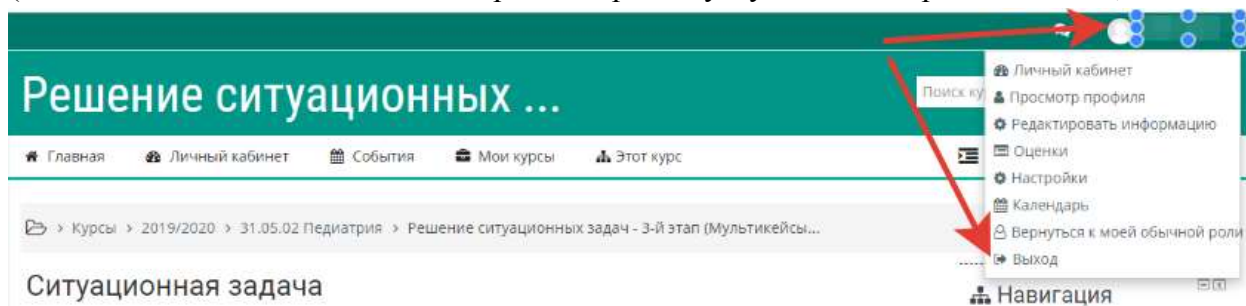 Решение ситуационных ...
Поиск ку
Главная Личный кабинет События Мои курсы Этот курс
Личный кабинет
Просмотр профиля
Редактировать информацию
Оценки
Настройки
Календарь
Вернуться к моей обычной роли
Выход
› Курсы › 2019/2020 › 31.05.02 Педиатрия › Решение ситуационных задач - 3-й этап (Мультикейсы...
Ситуационная задача
Навигация